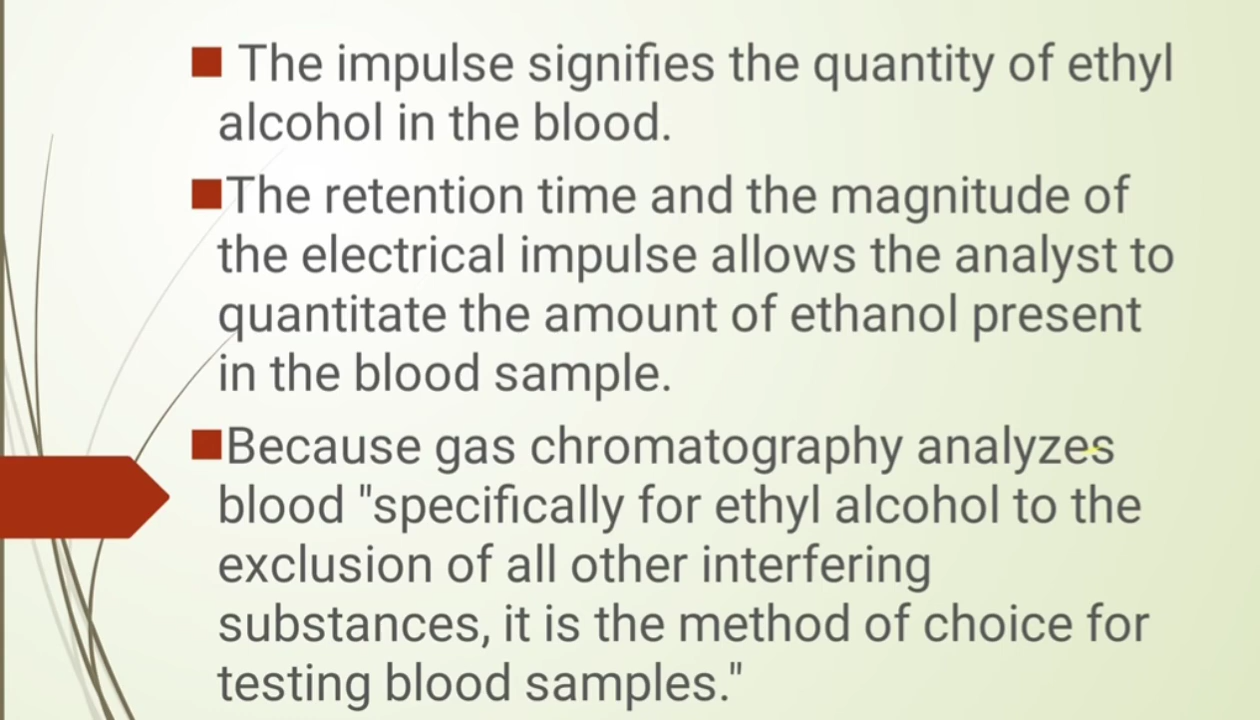 The impulse signifies the quantity of ethyl
alcohol in the blood.
The retention time and the magnitude of
the electrical impulse allows the analyst to
quantitate the amount of ethanol present
in the blood sample.
Because gas chromatography analyzes
blood "specifically for ethyl alcohol to the
exclusion of all other interfering
substances, it is the method of choice for
testing blood samples."